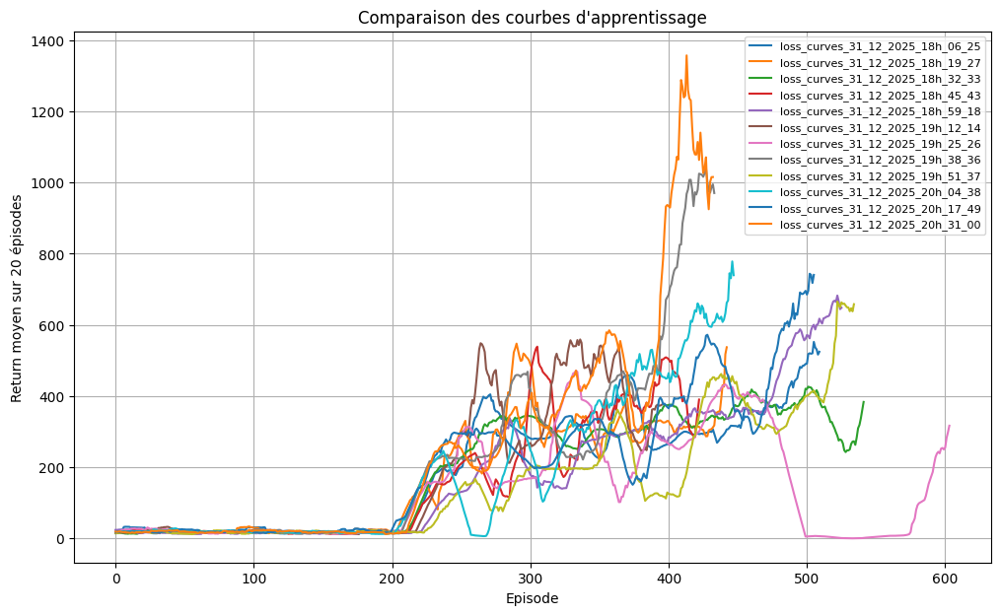 Comparaison des courbes d'apprentissage
Return moyen sur 20 épisodes
1400
1200
1000
800
600
400
200
0
loss_curves_31_12_2025_18h_06_25
loss_curves_31_12_2025_18h_19_27
loss_curves_31_12_2025_18h_32_33
loss_curves_31_12_2025_18h_45_43
loss_curves_31_12_2025_18h_59_18
loss_curves_31_12_2025_19h_12_14
loss_curves_31_12_2025_19h_25_26
loss_curves_31_12_2025_19h_38_36
loss_curves_31_12_2025_19h_51_37
loss_curves_31_12_2025_20h_04_38
loss_curves_31_12_2025_20h_17_49
loss_curves_31_12_2025_20h_31_00
0 100 200 300 400 500 600
Episode